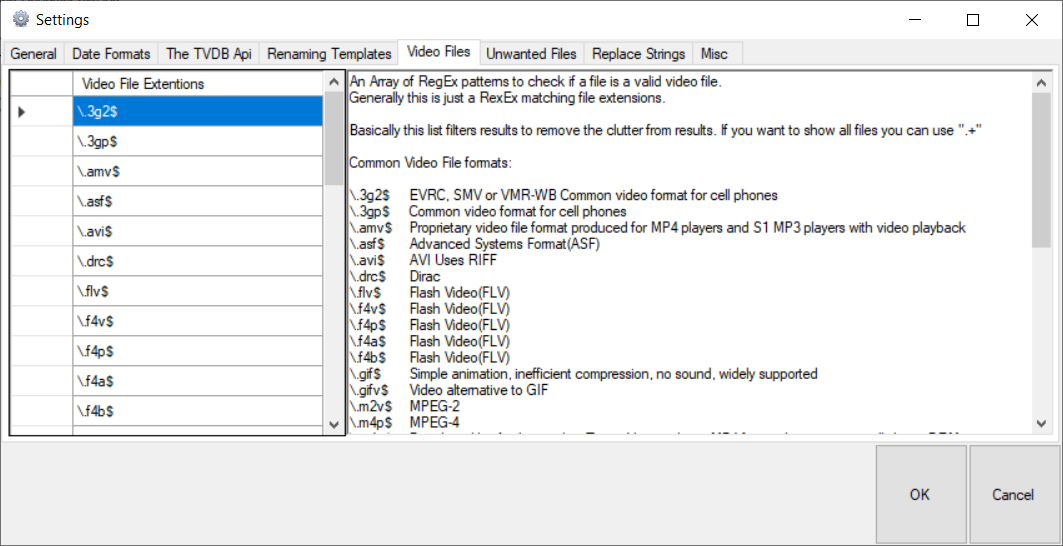 Settings
General Date Formats The TVDB Api Renaming Templates Video Files Unwanted Files Replace Strings Misc
Video File Extentions
\.3g2$
\.3gp$
\.amv$
\.asf$
\.avi$
\.drc$
\.flv$
\.f4v$
\.f4p$
\.f4a$
\.f4b$
An Array of RegEx patterns to check if a file is a valid video file.
Generally this is just a RexEx matching file extensions.
Basically this list filters results to remove the clutter from results. If you want to show all files you can use ".+"
Common Video File formats:
\.3g2$ EVRC, SMV or VMR-WB Common video format for cell phones
\.3gp$ Common video format for cell phones
\.amv$ Proprietary video file format produced for MP4 players and S1 MP3 players with video playback
\.asf$ Advanced Systems Format(ASF)
\.avi$ AVI Uses RIFF
\.drc$ Dirac
\.flv$ Flash Video(FLV)
\.f4v$ Flash Video(FLV)
\.f4p$ Flash Video(FLV)
\.f4a$ Flash Video(FLV)
\.f4b$ Flash Video(FLV)
\.gif$ Simple animation, inefficient compression, no sound, widely supported
\.gifv$ Video alternative to GIF
\.m2v$ MPEG-2
\.m4p$ MPEG-4
OK Cancel